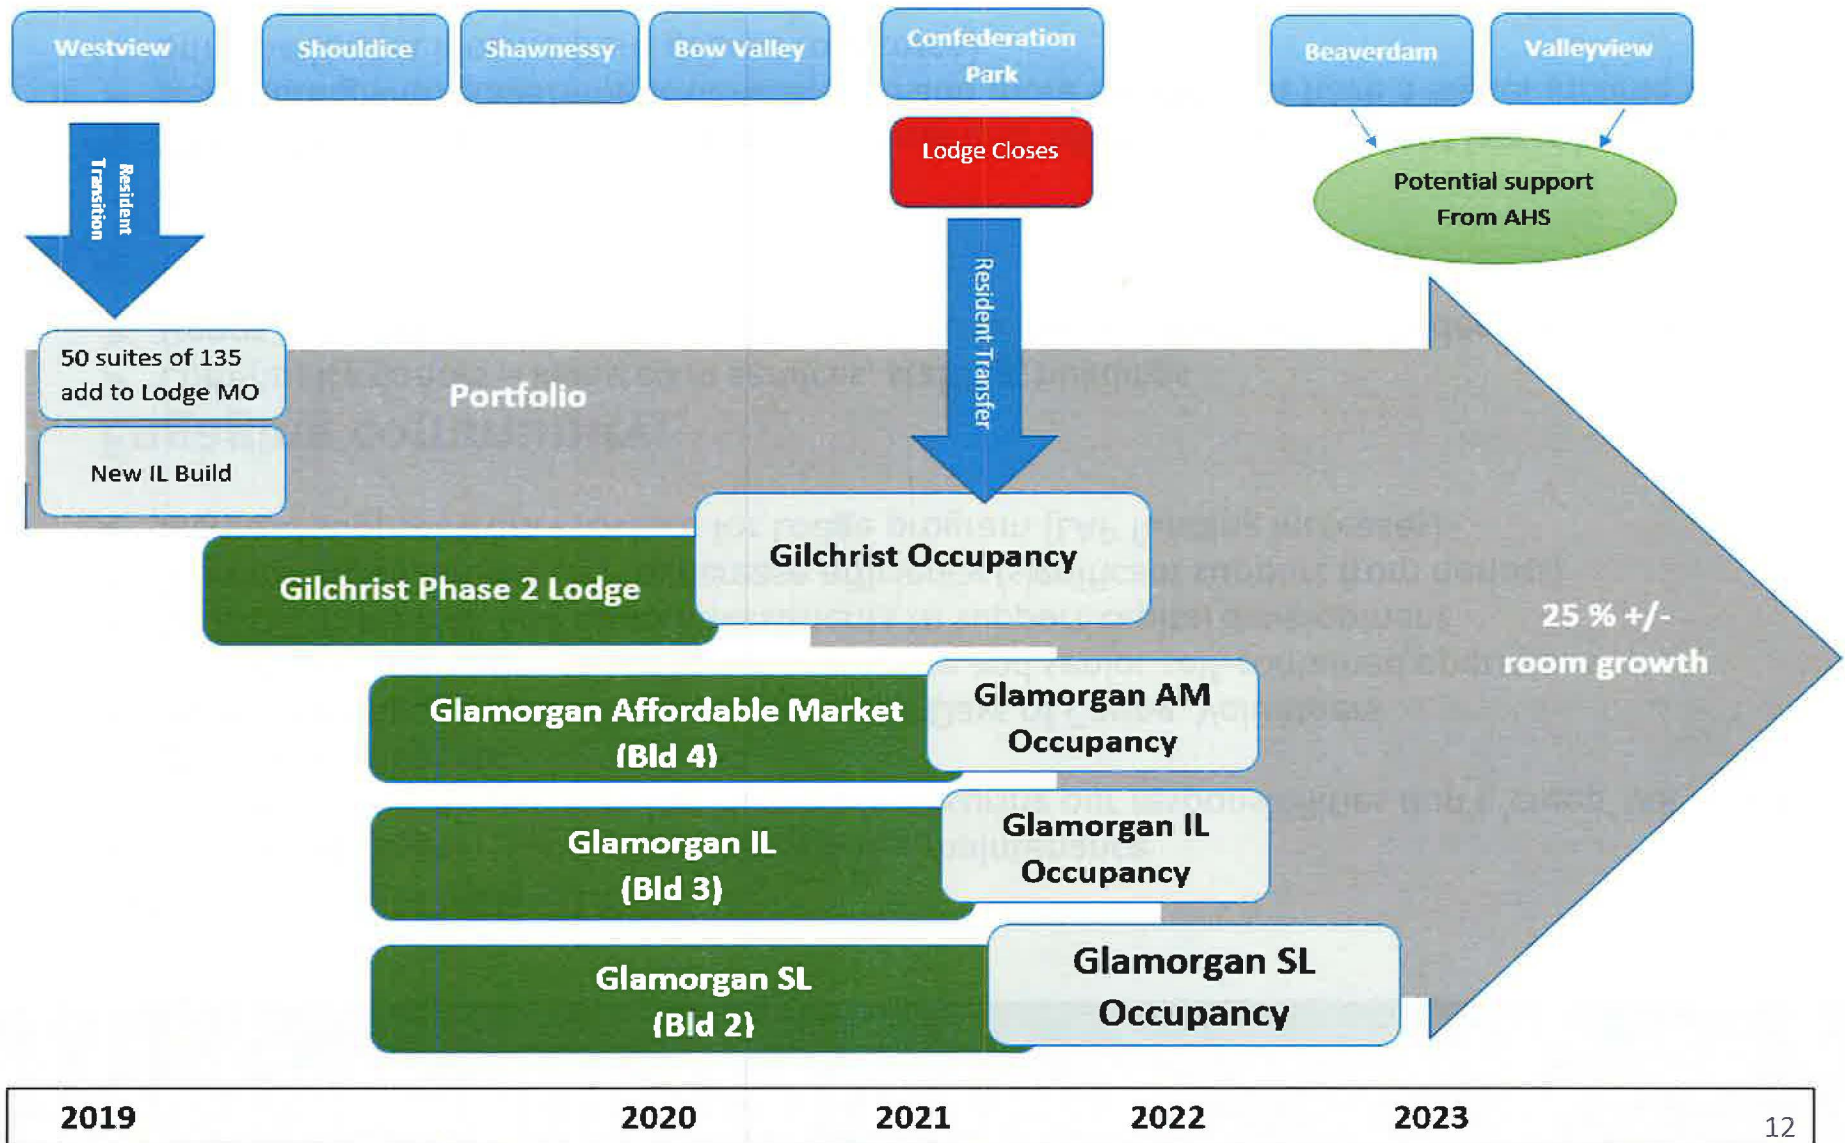 Westview
Shouldice
Shawnessy
Bow Valley
Confederation
Park
Beaverdam
Valleyview
Lodge Closes
Potential support
From AHS
Resident
Transition
Resident Transfer
50 suites of 135
add to Lodge MO
New IL Build
Portfolio
Gilchrist Phase 2 Lodge
Gilchrist Occupancy
25 % +/-
room growth
Glamorgan Affordable Market
(Bld 4)
Glamorgan AM
Occupancy
Glamorgan IL
(Bld 3)
Glamorgan IL
Occupancy
Glamorgan SL
(Bld 2)
Glamorgan SL
Occupancy
2019
2020
2021
2022
2023
12